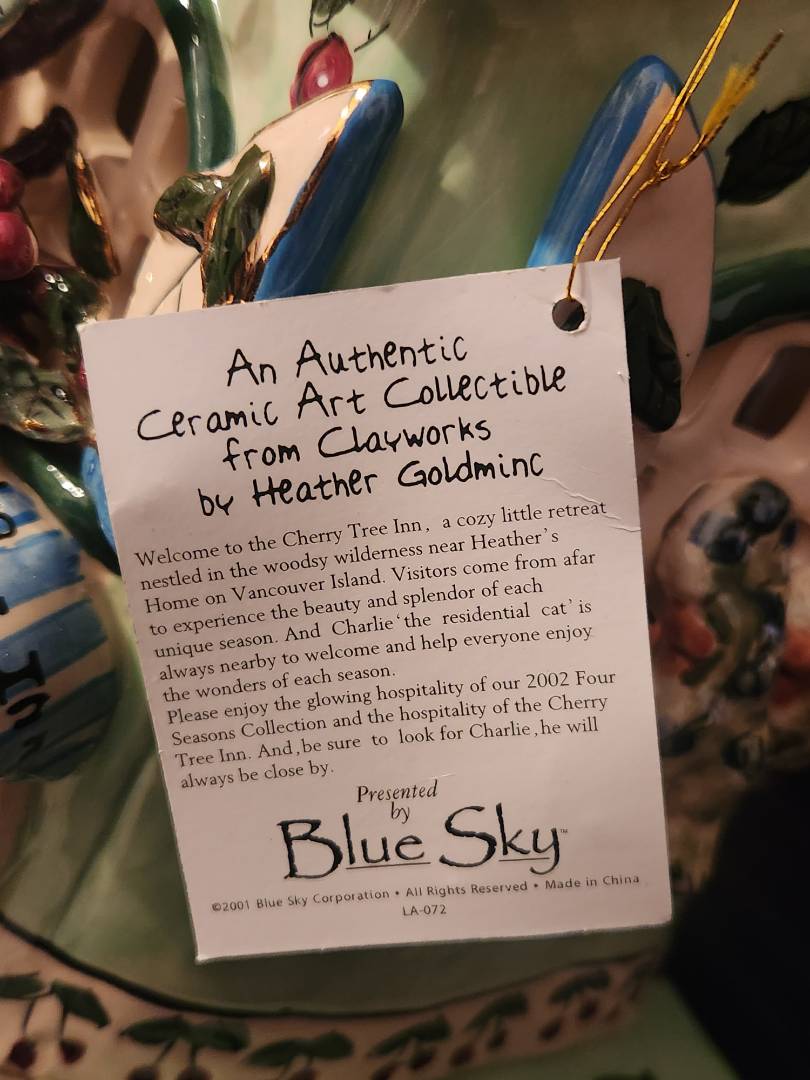 An Authentic
Ceramic Art Collectible
from Clayworks
by Heather Goldminc
Welcome to the Cherry Tree Inn, a cozy little retreat
nestled in the woodsy wilderness near Heather's
Home on Vancouver Island. Visitors come from afar
to experience the beauty and splendor of each
unique season. And Charlie 'the residential cat' is
always nearby to welcome and help everyone enjoy
the wonders of each season.
Please enjoy the glowing hospitality of our 2002 Four
Seasons Collection and the hospitality of the Cherry
Tree Inn. And, be sure to look for Charlie, he will
always be close by.
Presented
by
Blue Sky™
©2001 Blue Sky Corporation • All Rights Reserved • Made in China
LA-072